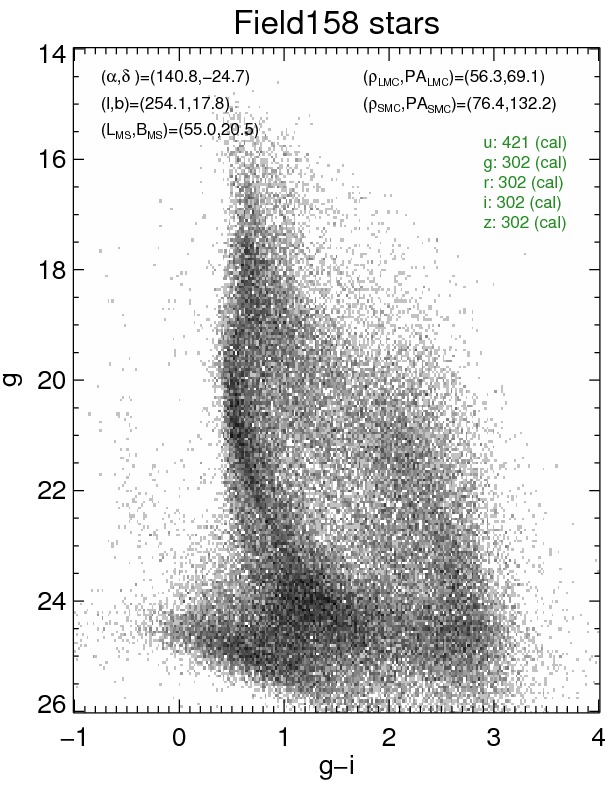 Field158 stars
(α,δ )=(140.8,−24.7)
(ρLMC,PALMC)=(56.3,69.1)
(l,b)=(254.1,17.8)
(ρSMC,PASMC)=(76.4,132.2)
(LMS,BMS)=(55.0,20.5)
u: 421 (cal)
g: 302 (cal)
r: 302 (cal)
i: 302 (cal)
z: 302 (cal)
14
16
18
20
22
24
26
g
−1 0 1 2 3 4
g−i